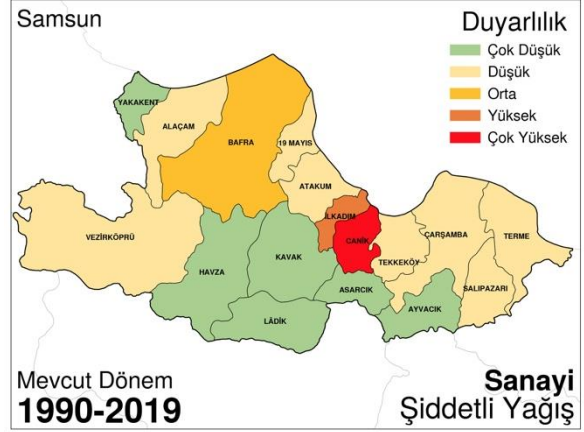 Samsun
Duyarlılık
Çok Düşük
Düşük
Orta
Yüksek
Çok Yüksek
YAKAKENT
ALAÇAM
BAFRA
19 MAYIS
ATAKUM
İLKADIM
CANİK
ÇARŞAMBA
TERME
VEZİRKÖPRÜ
HAVZA
KAVAK
TEKKEKÖY
ASARCIK
SALIPAZARI
AYVACIK
LÂDİK
Mevcut Dönem
1990-2019
Sanayi
Şiddetli Yağış